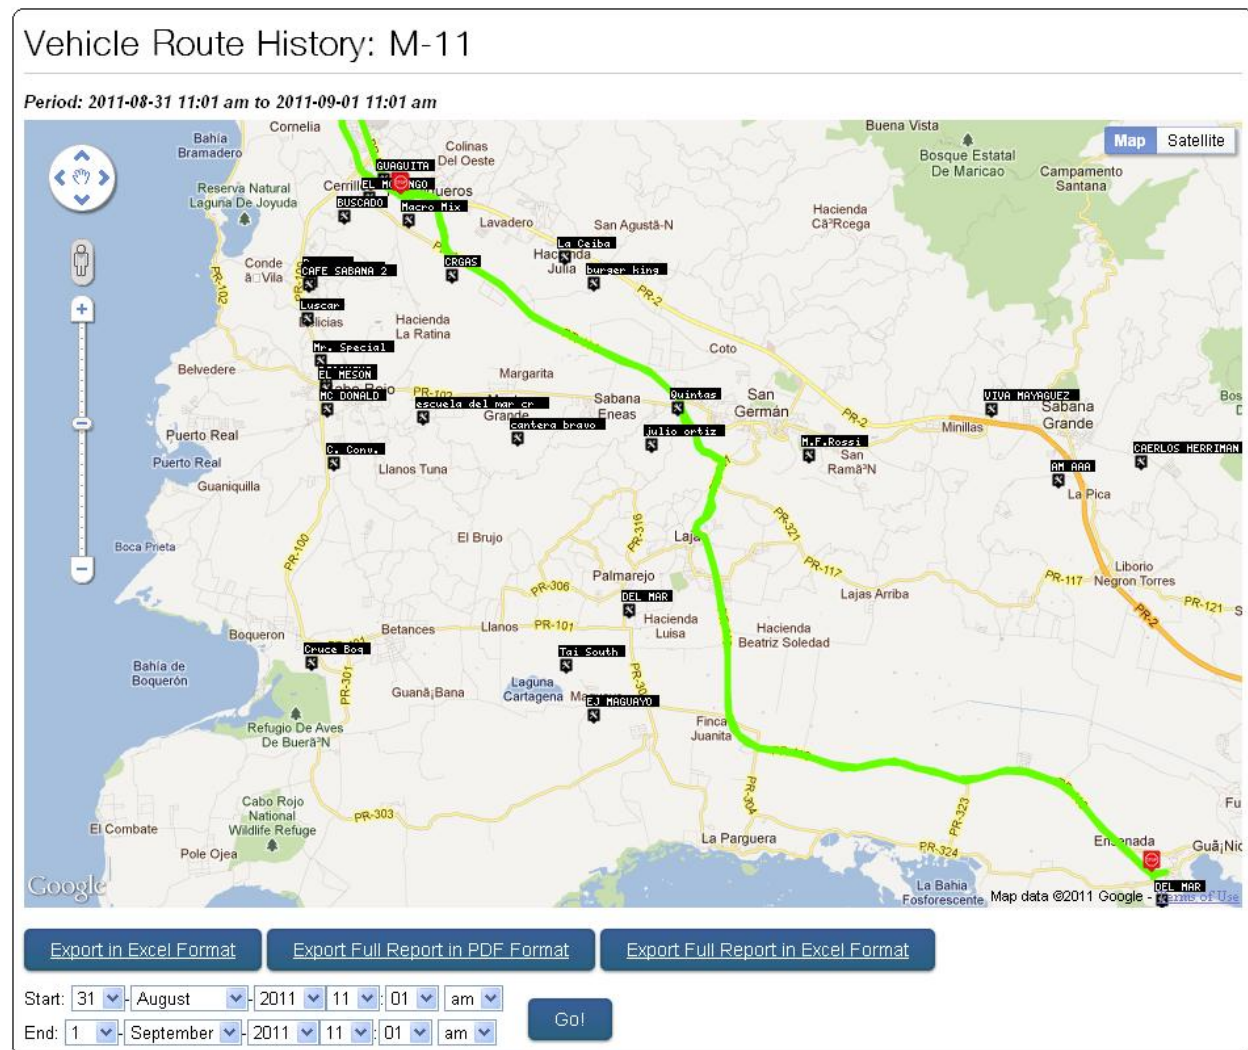 Vehicle Route History: M-11
Period: 2011-08-31 11:01 am to 2011-09-01 11:01 am
Cornelia
Buena Vista
Map
Satellite
Bahia
Bramadero
Colinas
Del Oeste
Bosque Estatal
De Maricao
Campamento
Santana
GUAGUITA
Reserva Natural
Laguna De Joyuda
BUSCADO
Macro Mix
Lavadero
San Agustã-N
Hacienda
Cã³Rcega
La Ceiba
Hacienda
Julia
burger king
CRGAS
Conde
CAFE SABANA 2
PR-102
PR-2
Luscar
Hacienda
La Ratina
Mr. Special
EL MESON
Coto
Belvedere
Margarita
MC DONALD
PR-102
escuela del mar cr
Grande
cantera bravo
Sabana
Eneas
Quintas
julio ortiz
San
Germán
PR-2
Minillas
VIVA MAYAGUEZ
Sabana
Grande
CAERLOS HERRIMAN
M.F.Rossi
San
Ramã³N
AM AAA
La Pica
Puerto Real
Puerto Real
Guaniquilla
C. Conv.
Llanos Tuna
PR-100
El Brujo
PR-316
PR-321
Boca Prieta
Palmarejo
PR-306
PR-117
Lajas Arriba
PR-117
Liborio
Negron Torres
PR-121
PR-2
DEL MAR
Hacienda
Luisa
Hacienda
Beatriz Soledad
Boqueron
Betances
Llanos
PR-101
Cruce Boq
Tai South
Bahía de
Boquerón
PR-301
Guanã¡Bana
Laguna
Cartagena
EJ MAGUAYO
Refugio De Aves
De Buerã³N
Finca
Juanita
Cabo Rojo
National
Wildlife Refuge
PR-303
PR-304
PR-323
El Combate
Pole Ojea
La Parguera
PR-324
Ensenada
Google
La Bahia
Fosforescente
DEL MAR
Map data ©2011 Google - Terms of Use
Export in Excel Format
Export Full Report in PDF Format
Export Full Report in Excel Format
Start: 31 - August - 2011 11 : 01 am
End: 1 - September - 2011 11 : 01 am
Go!